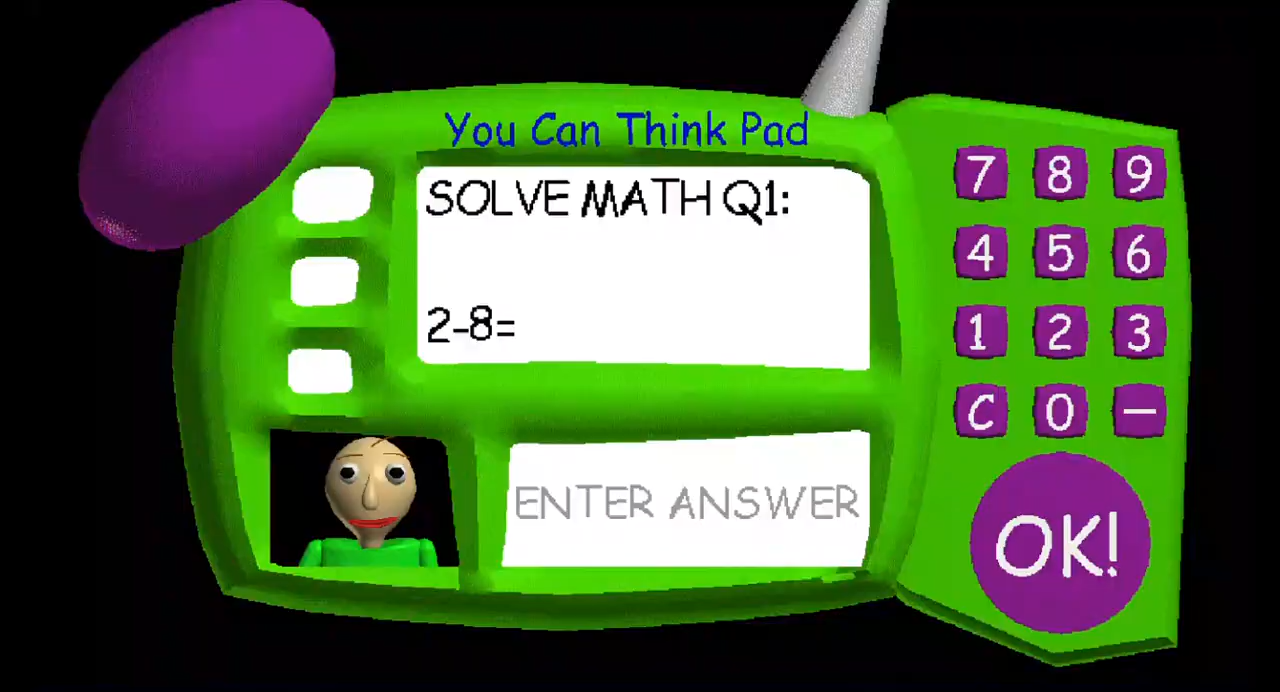 You Can Think Pad
SOLVE MATH Q1:
2-8=
ENTER ANSWER
7 8 9
4 5 6
1 2 3
C 0 −
OK!